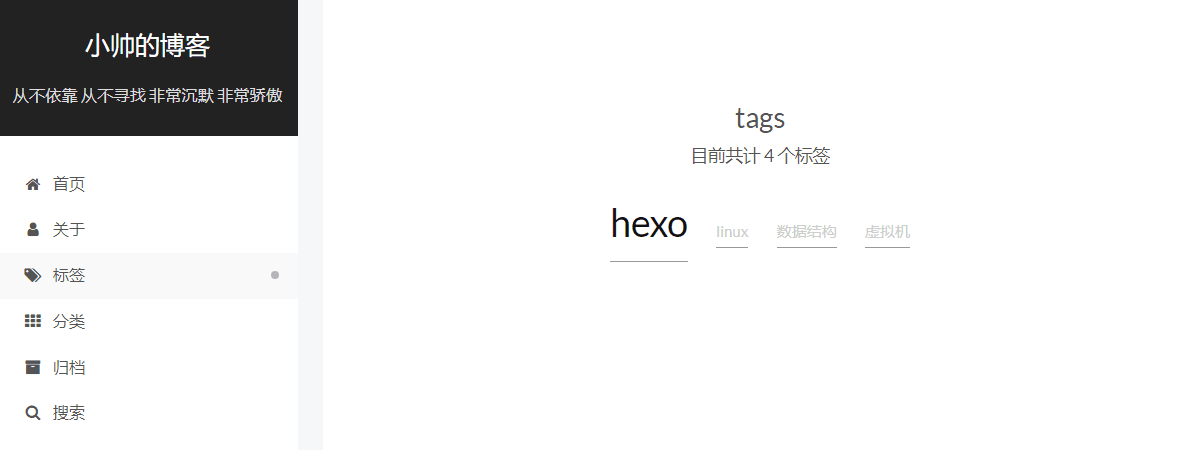 小帅的博客
从不依靠 从不寻找 非常沉默 非常骄傲
首页
关于
标签
分类
归档
搜索
tags
目前共计 4 个标签
hexo linux 数据结构 虚拟机